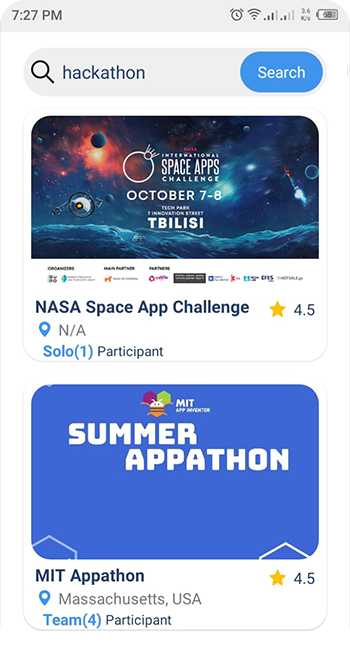 7:27 PM
3.6
K/s
68
hackathon
Search
NASA
INTERNATIONAL
SPACE APPS
CHALLENGE
OCTOBER 7-8
TECH PARK
7 INNOVATION STREET
TBILISI
ORGANIZERS MAIN PARTNER PARTNERS
NASA Space App Challenge 4.5
N/A
Solo(1) Participant
MIT
APP INVENTOR
SUMMER
APPATHON
MIT Appathon 4.5
Massachusetts, USA
Team(4) Participant